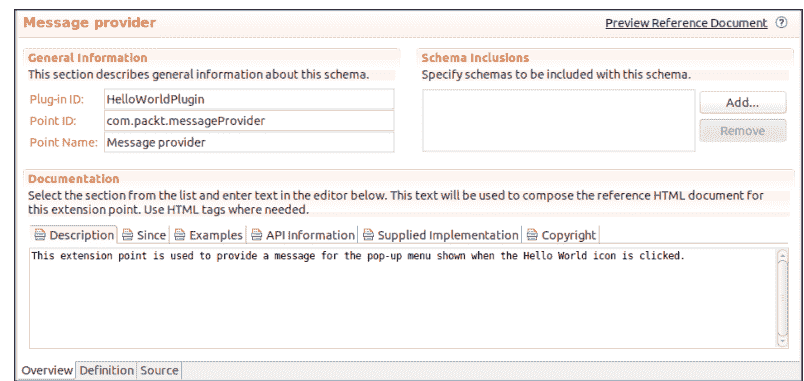 Message provider
Preview Reference Document
General Information
This section describes general information about this schema.
Plug-in ID: HelloWorldPlugin
Point ID: com.packt.messageProvider
Point Name: Message provider
Schema Inclusions
Specify schemas to be included with this schema.
Add...
Remove
Documentation
Select the section from the list and enter text in the editor below. This text will be used to compose the reference HTML document for
this extension point. Use HTML tags where needed.
Description Since Examples API Information Supplied Implementation Copyright
This extension point is used to provide a message for the pop-up menu shown when the Hello World icon is clicked.
Overview Definition Source